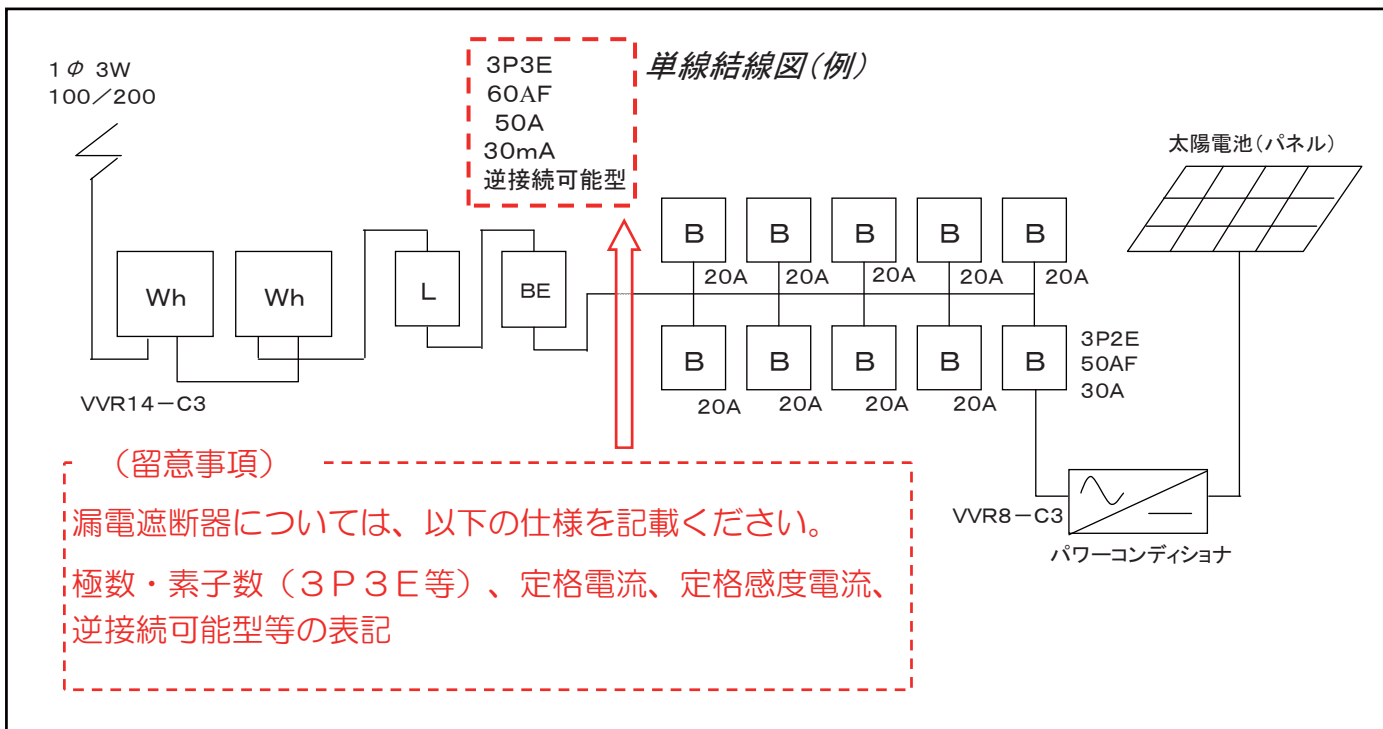 単線結線図(例)
1Φ 3W
100／200
3P3E
60AF
50A
30mA
逆接続可能型
太陽電池(パネル)
B B B B B
20A 20A 20A 20A 20A
Wh Wh L BE
B B B B B
3P2E
50AF
30A
20A 20A 20A 20A
VVR14－C3
（留意事項）
漏電遮断器については、以下の仕様を記載ください。
極数・素子数（３Ｐ３Ｅ等）、定格電流、定格感度電流、
逆接続可能型等の表記
VVR8－C3
パワーコンディショナ